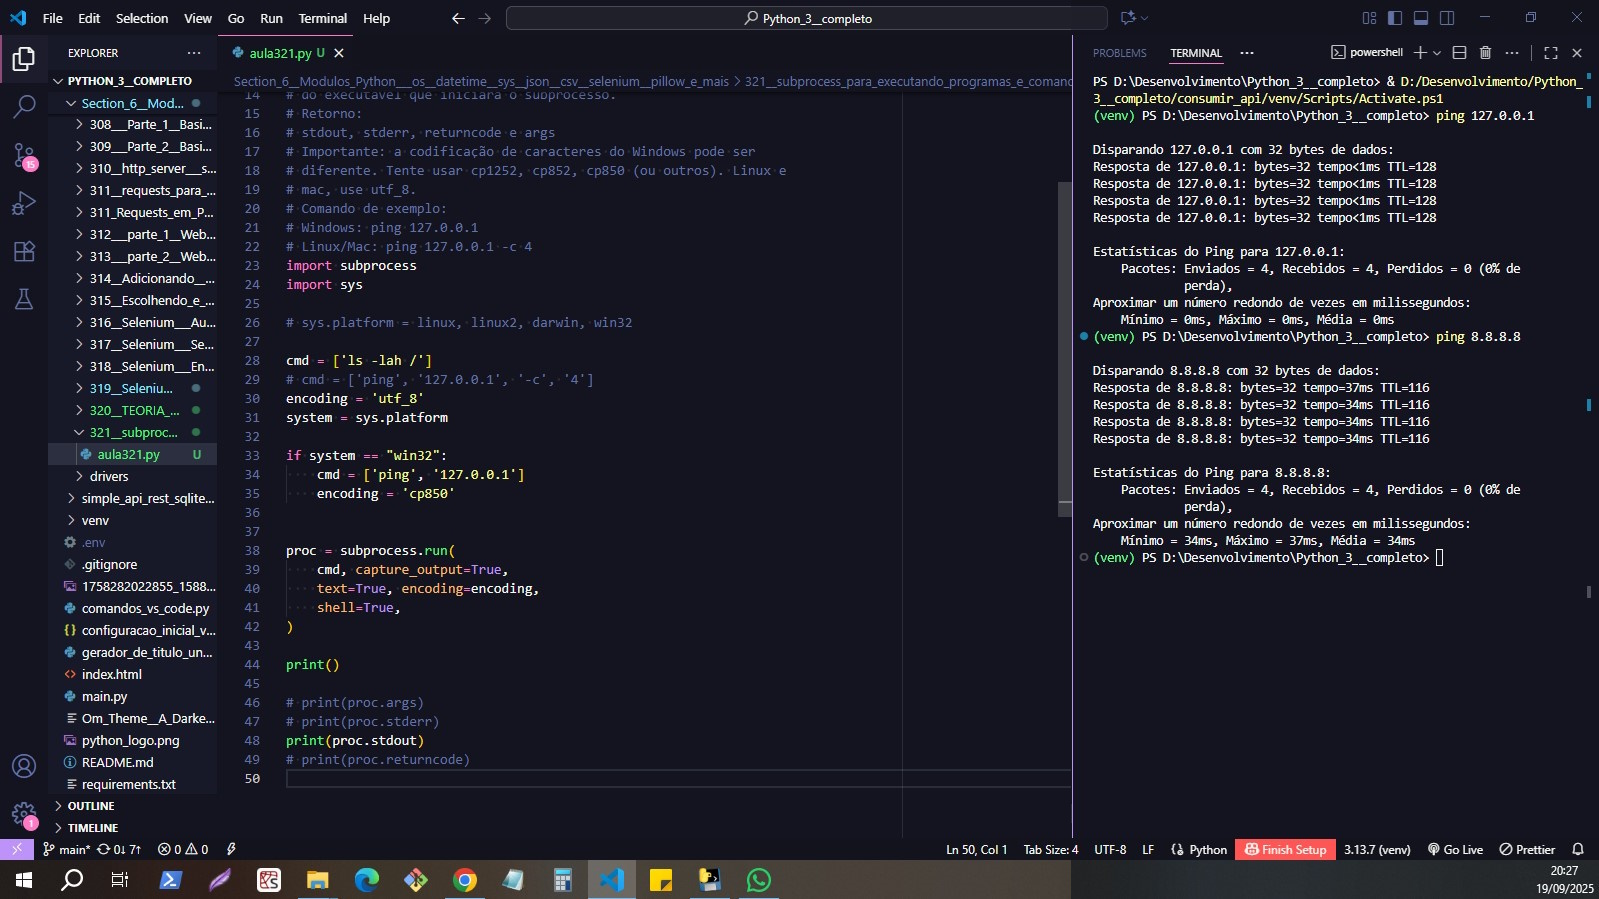 File Edit Selection View Go Run Terminal Help
Python_3__completo
EXPLORER
PYTHON_3__COMPLETO
Section_6__Mod...
308___Parte_1__Basi...
309__Parte_2__Basi...
310__http_server___s...
311__requests_para_...
311_Requests_em_P...
312___parte_1__Web...
313___parte_2__Web...
314__Adicionando__...
315__Escolhendo_e_...
316__Selenium___Au...
317__Selenium___Se...
318__Selenium__En...
319__Seleniu...
320__TEORIA_...
321__subproc...
aula321.py U
drivers
simple_api_rest_sqlite...
venv
.env
.gitignore
1758282022855_1588...
comandos_vs_code.py
configuracao_inicial_v...
gerador_de_titulo_un...
index.html
main.py
Om_Theme__A_Darke...
python_logo.png
README.md
requirements.txt
OUTLINE
TIMELINE
15
1
aula321.py U
Section_6__Modulos_Python___os__datetime__sys__json__csv__selenium__pillow_e_mais > 321__subprocess_para_executando_programas_e_comanc
14 # do executável que iniciará o subprocesso.
15 # Retorno:
16 # stdout, stderr, returncode e args
17 # Importante: a codificação de caracteres do Windows pode ser
18 # diferente. Tente usar cp1252, cp852, cp850 (ou outros). Linux e
19 # mac, use utf_8.
20 # Comando de exemplo:
21 # Windows: ping 127.0.0.1
22 # Linux/Mac: ping 127.0.0.1 -c 4
23 import subprocess
24 import sys
25
26 # sys.platform = linux, linux2, darwin, win32
27
28 cmd = ['ls -lah /']
29 # cmd = ['ping', '127.0.0.1', '-c', '4']
30 encoding = 'utf_8'
31 system = sys.platform
32
33 if system == "win32":
34     cmd = ['ping', '127.0.0.1']
35     encoding = 'cp850'
36
37
38 proc = subprocess.run(
39     cmd, capture_output=True,
40     text=True, encoding=encoding,
41     shell=True,
42 )
43
44 print()
45
46 # print(proc.args)
47 # print(proc.stderr)
48 print(proc.stdout)
49 # print(proc.returncode)
50
PROBLEMS TERMINAL powershell
PS D:\Desenvolvimento\Python_3__completo> & D:/Desenvolvimento/Python_
3__completo/consumir_api/venv/Scripts/Activate.ps1
(venv) PS D:\Desenvolvimento\Python_3__completo> ping 127.0.0.1
Disparando 127.0.0.1 com 32 bytes de dados:
Resposta de 127.0.0.1: bytes=32 tempo<1ms TTL=128
Resposta de 127.0.0.1: bytes=32 tempo<1ms TTL=128
Resposta de 127.0.0.1: bytes=32 tempo<1ms TTL=128
Resposta de 127.0.0.1: bytes=32 tempo<1ms TTL=128
Estatísticas do Ping para 127.0.0.1:
Pacotes: Enviados = 4, Recebidos = 4, Perdidos = 0 (0% de
perda),
Aproximar um número redondo de vezes em milissegundos:
Mínimo = 0ms, Máximo = 0ms, Média = 0ms
(venv) PS D:\Desenvolvimento\Python_3__completo> ping 8.8.8.8
Disparando 8.8.8.8 com 32 bytes de dados:
Resposta de 8.8.8.8: bytes=32 tempo=37ms TTL=116
Resposta de 8.8.8.8: bytes=32 tempo=34ms TTL=116
Resposta de 8.8.8.8: bytes=32 tempo=34ms TTL=116
Resposta de 8.8.8.8: bytes=32 tempo=34ms TTL=116
Estatísticas do Ping para 8.8.8.8:
Pacotes: Enviados = 4, Recebidos = 4, Perdidos = 0 (0% de
perda),
Aproximar um número redondo de vezes em milissegundos:
Mínimo = 34ms, Máximo = 37ms, Média = 34ms
(venv) PS D:\Desenvolvimento\Python_3__completo>
main* 0↓ 7↑ 0 0 Ln 50, Col 1 Tab Size: 4 UTF-8 LF Python Finish Setup 3.13.7 (venv) Go Live Prettier
20:27
19/09/2025